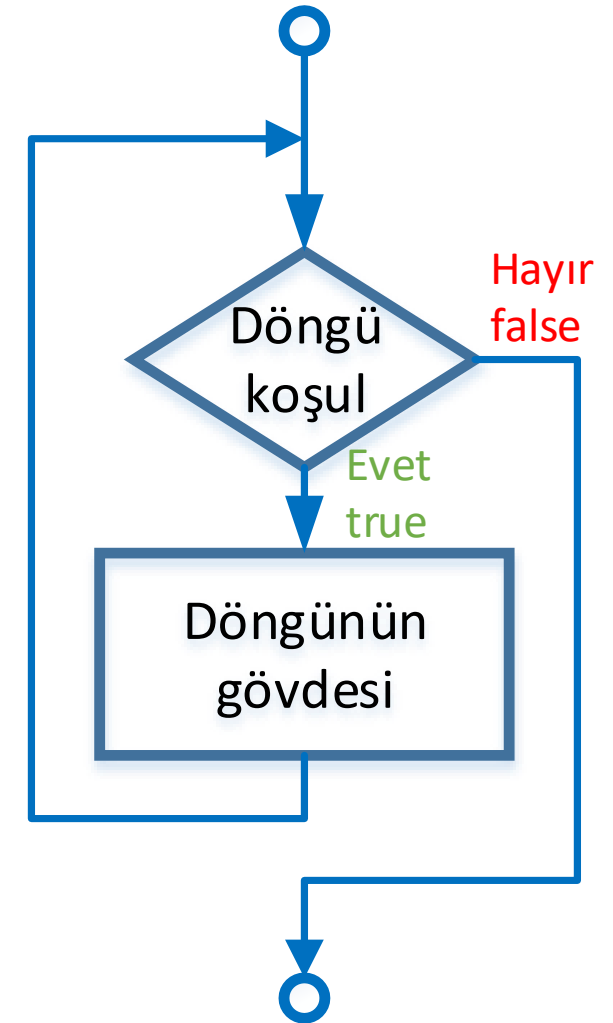 Döngü
koşul
Hayır
false
Evet
true
Döngünün
gövdesi